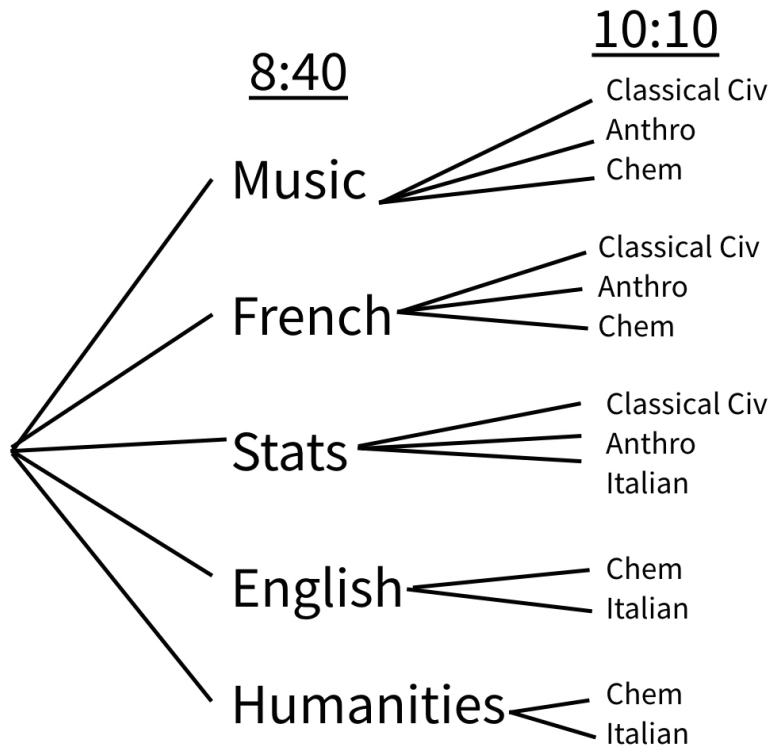 8:40
10:10
Music
Classical Civ
Anthro
Chem
French
Classical Civ
Anthro
Chem
Stats
Classical Civ
Anthro
Italian
English
Chem
Italian
Humanities
Chem
Italian